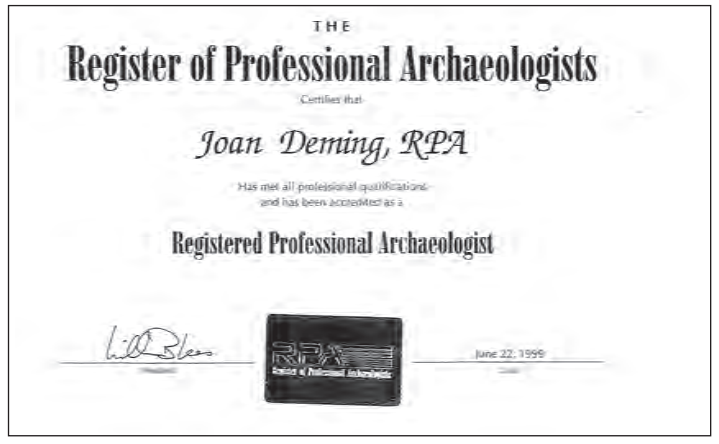 THE
Register of Professional Archaeologists
Certifies that
Joan Deming, RPA
Has met all professional qualifications
and has been accredited as a
Registered Professional Archaeologist
RPA
Register of Professional Archaeologists
June 22, 1999